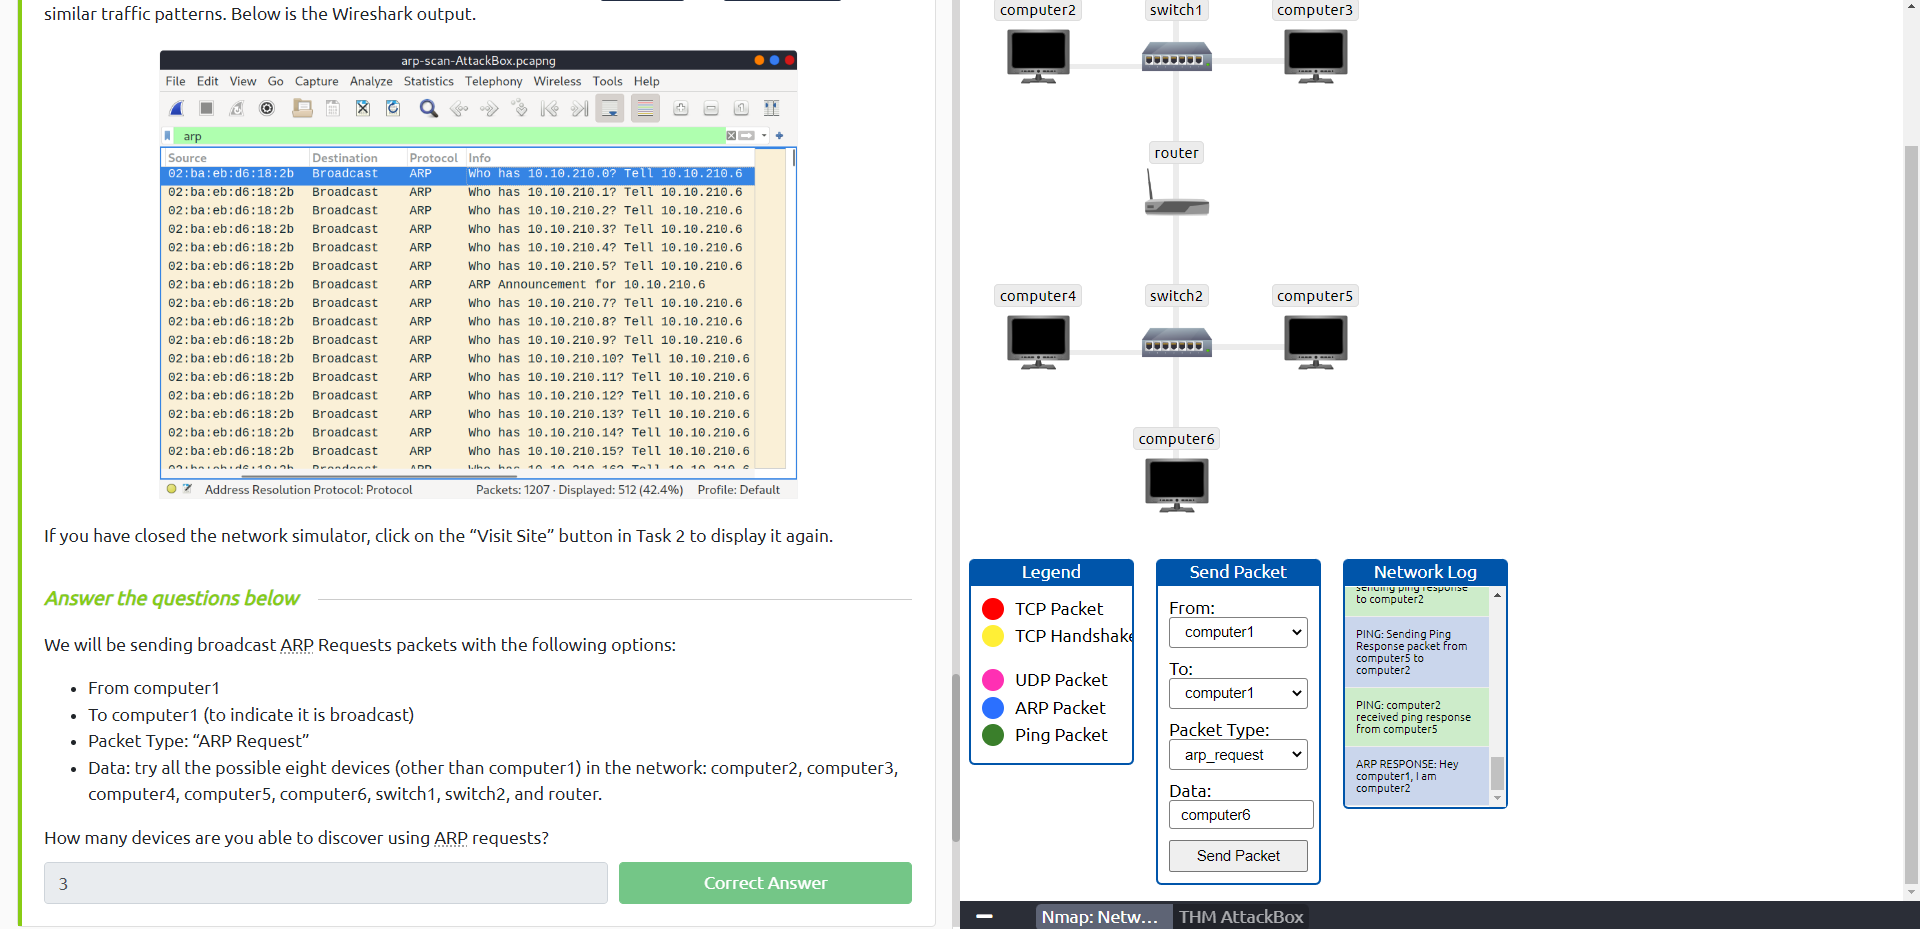 similar traffic patterns. Below is the Wireshark output.
arp-scan-AttackBox.pcapng
File Edit View Go Capture Analyze Statistics Telephony Wireless Tools Help
arp
Source Destination Protocol Info
02:ba:eb:d6:18:2b Broadcast ARP Who has 10.10.210.0? Tell 10.10.210.6
02:ba:eb:d6:18:2b Broadcast ARP Who has 10.10.210.1? Tell 10.10.210.6
02:ba:eb:d6:18:2b Broadcast ARP Who has 10.10.210.2? Tell 10.10.210.6
02:ba:eb:d6:18:2b Broadcast ARP Who has 10.10.210.3? Tell 10.10.210.6
02:ba:eb:d6:18:2b Broadcast ARP Who has 10.10.210.4? Tell 10.10.210.6
02:ba:eb:d6:18:2b Broadcast ARP Who has 10.10.210.5? Tell 10.10.210.6
02:ba:eb:d6:18:2b Broadcast ARP ARP Announcement for 10.10.210.6
02:ba:eb:d6:18:2b Broadcast ARP Who has 10.10.210.7? Tell 10.10.210.6
02:ba:eb:d6:18:2b Broadcast ARP Who has 10.10.210.8? Tell 10.10.210.6
02:ba:eb:d6:18:2b Broadcast ARP Who has 10.10.210.9? Tell 10.10.210.6
02:ba:eb:d6:18:2b Broadcast ARP Who has 10.10.210.10? Tell 10.10.210.6
02:ba:eb:d6:18:2b Broadcast ARP Who has 10.10.210.11? Tell 10.10.210.6
02:ba:eb:d6:18:2b Broadcast ARP Who has 10.10.210.12? Tell 10.10.210.6
02:ba:eb:d6:18:2b Broadcast ARP Who has 10.10.210.13? Tell 10.10.210.6
02:ba:eb:d6:18:2b Broadcast ARP Who has 10.10.210.14? Tell 10.10.210.6
02:ba:eb:d6:18:2b Broadcast ARP Who has 10.10.210.15? Tell 10.10.210.6
02:ba:eb:d6:18:2b Broadcast ARP Who has 10.10.210.16? Tell 10.10.210.6
Address Resolution Protocol: Protocol Packets: 1207 · Displayed: 512 (42.4%) Profile: Default
If you have closed the network simulator, click on the “Visit Site” button in Task 2 to display it again.
Answer the questions below
We will be sending broadcast ARP Requests packets with the following options:
• From computer1
• To computer1 (to indicate it is broadcast)
• Packet Type: “ARP Request”
• Data: try all the possible eight devices (other than computer1) in the network: computer2, computer3,
computer4, computer5, computer6, switch1, switch2, and router.
How many devices are you able to discover using ARP requests?
3
Correct Answer
computer2 switch1 computer3
router
computer4 switch2 computer5
computer6
Legend
TCP Packet
TCP Handshake
UDP Packet
ARP Packet
Ping Packet
Send Packet
From:
computer1
To:
computer1
Packet Type:
arp_request
Data:
computer6
Send Packet
Network Log
sending ping response
to computer2
PING: Sending Ping
Response packet from
computer5 to
computer2
PING: computer2
received ping response
from computer5
ARP RESPONSE: Hey
computer1, I am
computer2
Nmap: Netw... THM AttackBox